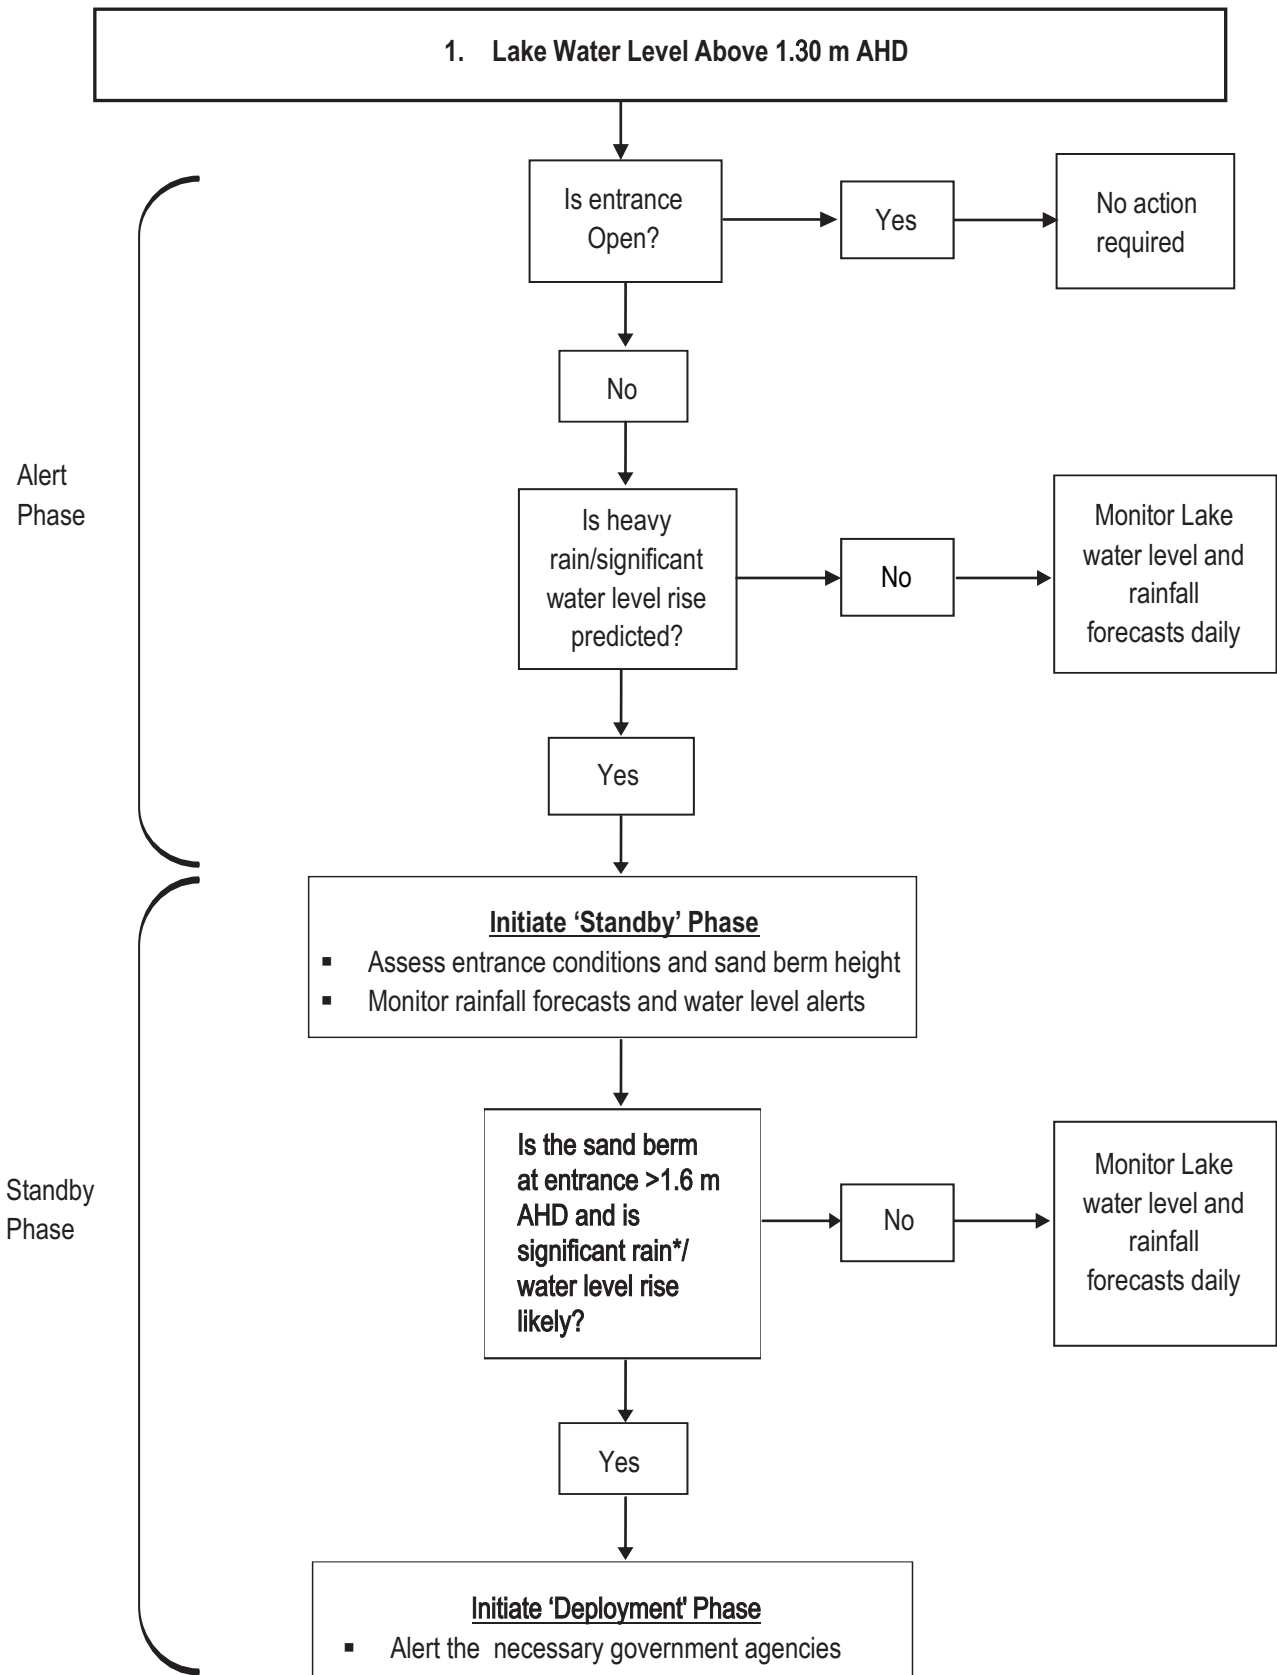 1. Lake Water Level Above 1.30 m AHD
Is entrance
Open?
Yes
No action
required
No
Alert
Phase
Is heavy
rain/significant
water level rise
predicted?
No
Monitor Lake
water level and
rainfall
forecasts daily
Yes
Initiate ‘Standby’ Phase
▪ Assess entrance conditions and sand berm height
▪ Monitor rainfall forecasts and water level alerts
Standby
Phase
Is the sand berm
at entrance >1.6 m
AHD and is
significant rain*/
water level rise
likely?
No
Monitor Lake
water level and
rainfall
forecasts daily
Yes
Initiate ‘Deployment' Phase
▪ Alert the necessary government agencies